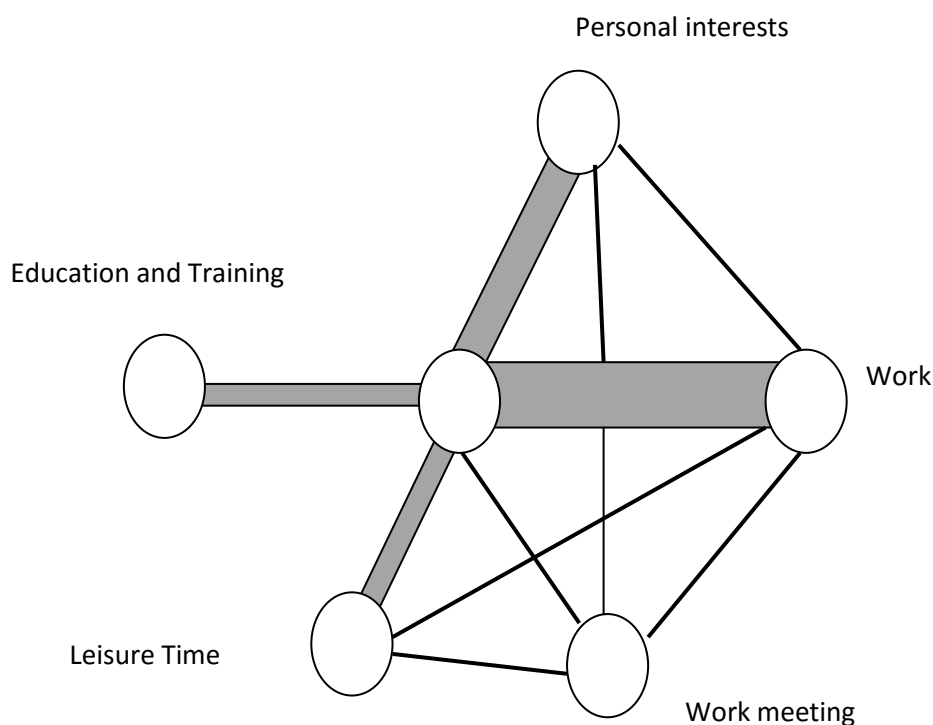 Personal interests
Education and Training
Work
Leisure Time
Work meeting